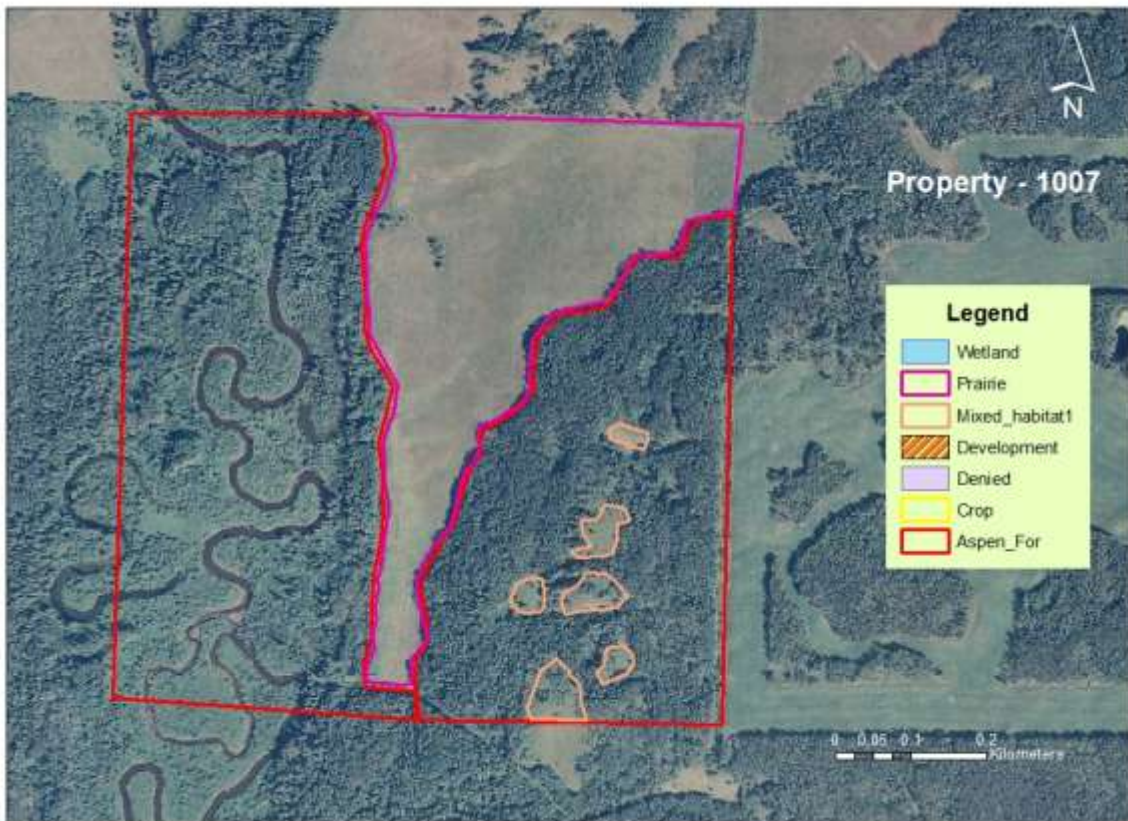 N
Property - 1007
Legend
Wetland
Prairie
Mixed_habitat1
Development
Denied
Crop
Aspen_For
0 0.05 0.1 0.2
Kilometers